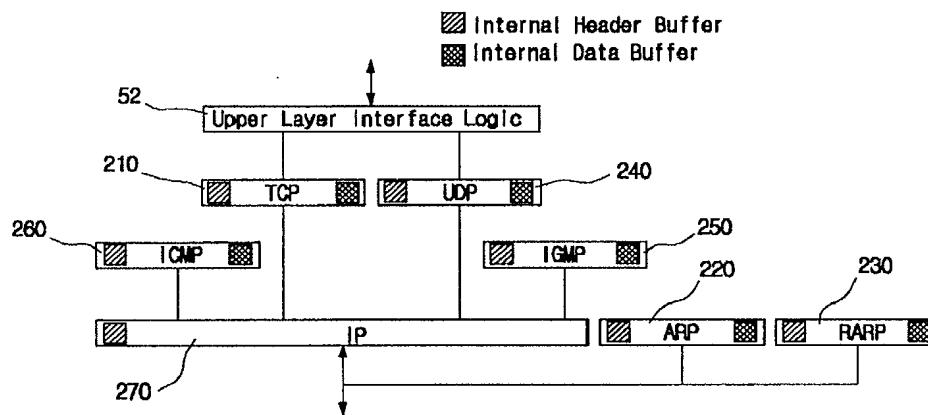 Internal Header Buffer
Internal Data Buffer
52
Upper Layer Interface Logic
210
TCP
UDP
240
260
ICMP
IGMP
250
220
230
IP
ARP
RARP
270